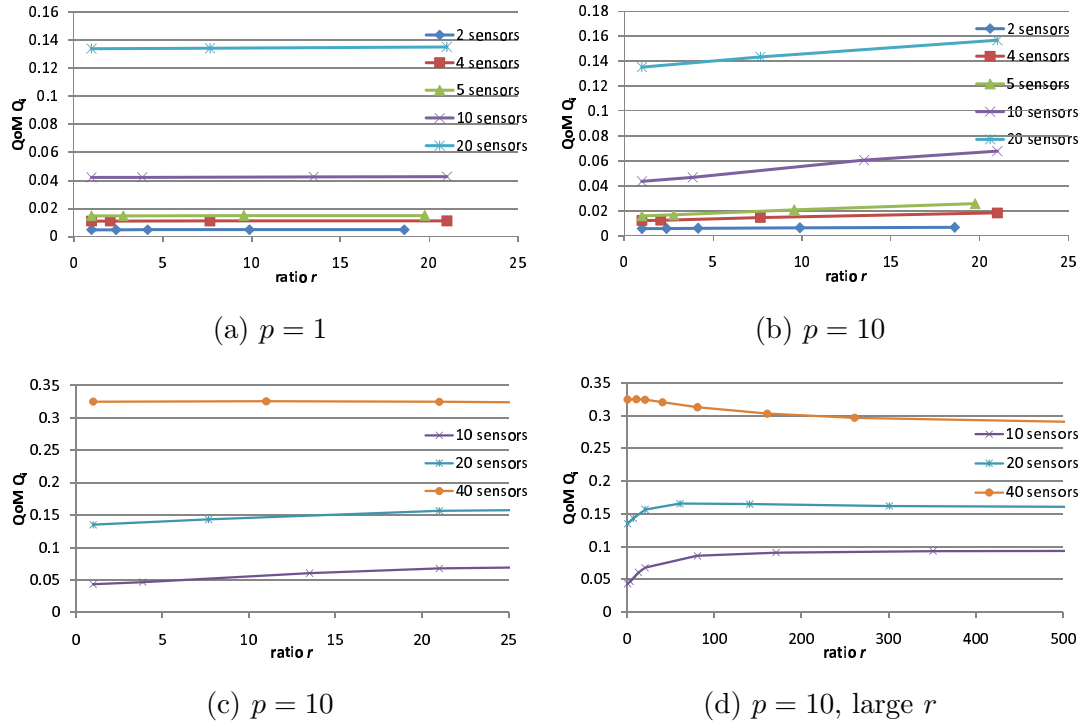 0.16
0.14
0.12
0.1
0.08
0.06
0.04
0.02
0
QoM Qi
0 5 10 15 20 25
ratio r
2 sensors
4 sensors
5 sensors
10 sensors
20 sensors
(a) p = 1
0.18
0.16
0.14
0.12
0.1
0.08
0.06
0.04
0.02
0
QoM Qi
0 5 10 15 20 25
ratio r
2 sensors
4 sensors
5 sensors
10 sensors
20 sensors
(b) p = 10
0.35
0.3
0.25
0.2
0.15
0.1
0.05
0
QoM Qi
0 5 10 15 20 25
ratio r
10 sensors
20 sensors
40 sensors
(c) p = 10
0.35
0.3
0.25
0.2
0.15
0.1
0.05
0
QoM Qi
0 100 200 300 400 500
ratio r
10 sensors
20 sensors
40 sensors
(d) p = 10, large r